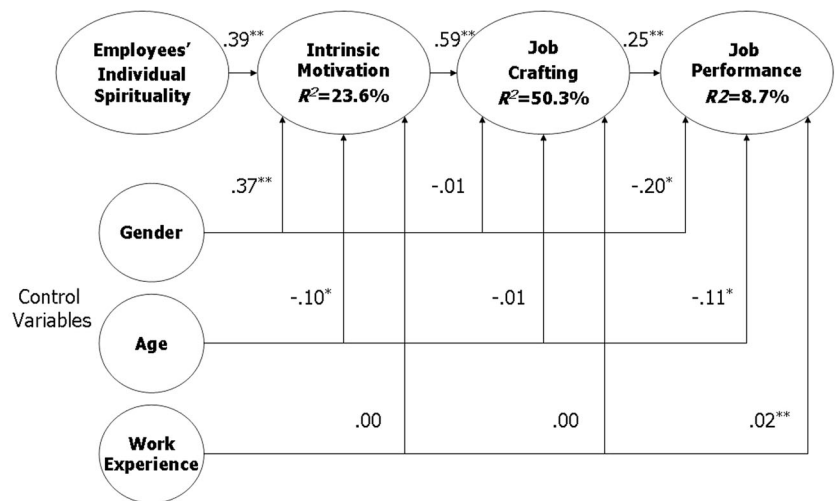 Employees'
Individual
Spirituality
.39**
Intrinsic
Motivation
R²=23.6%
.59**
Job
Crafting
R²=50.3%
.25**
Job
Performance
R2=8.7%
.37**
-.01
-.20*
Gender
Control
Variables
-.10*
-.01
-.11*
Age
.00
.00
.02**
Work
Experience